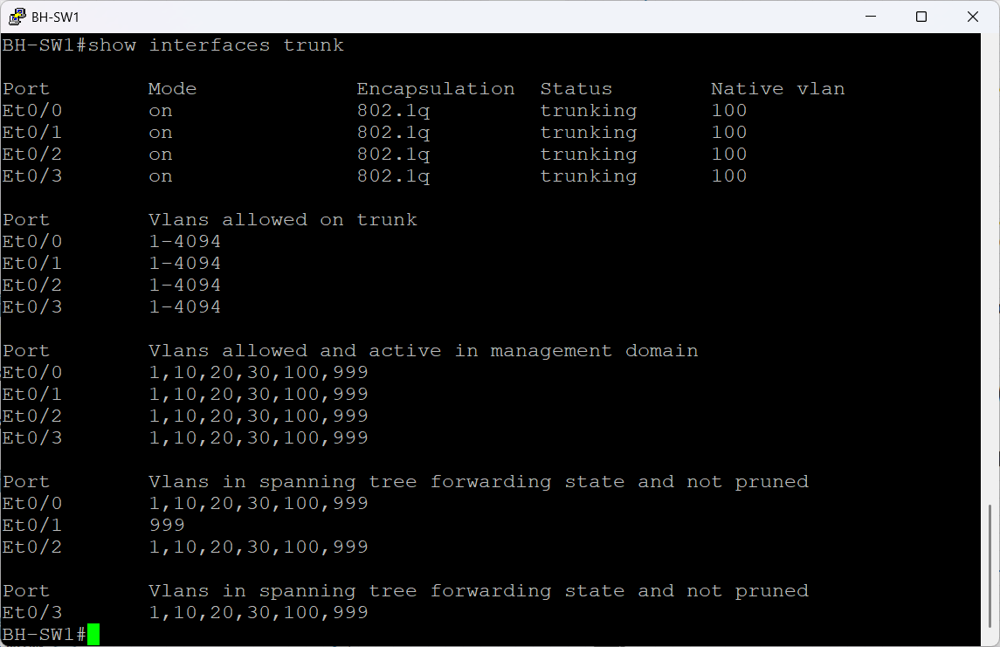 BH-SW1
BH-SW1#show interfaces trunk
Port Mode Encapsulation Status Native vlan
Et0/0 on 802.1q trunking 100
Et0/1 on 802.1q trunking 100
Et0/2 on 802.1q trunking 100
Et0/3 on 802.1q trunking 100
Port Vlans allowed on trunk
Et0/0 1-4094
Et0/1 1-4094
Et0/2 1-4094
Et0/3 1-4094
Port Vlans allowed and active in management domain
Et0/0 1,10,20,30,100,999
Et0/1 1,10,20,30,100,999
Et0/2 1,10,20,30,100,999
Et0/3 1,10,20,30,100,999
Port Vlans in spanning tree forwarding state and not pruned
Et0/0 1,10,20,30,100,999
Et0/1 999
Et0/2 1,10,20,30,100,999
Port Vlans in spanning tree forwarding state and not pruned
Et0/3 1,10,20,30,100,999
BH-SW1#